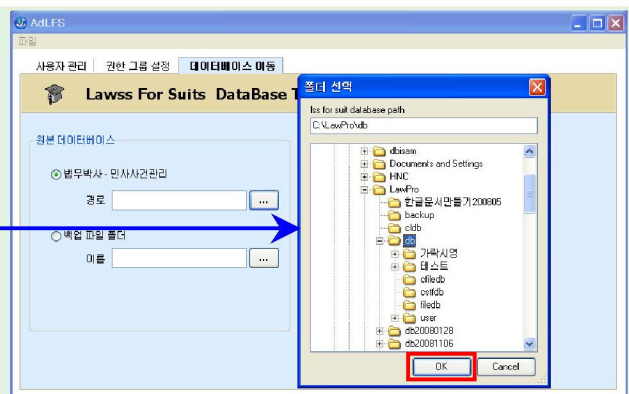 AdLFS
파일
사용자 관리
권한 그룹 설정
데이터베이스 이동
Lawss For Suits DataBase T
원본 데이터베이스
법무박사 - 민사사건관리
경로
...
백업 파일 폴더
이름
...
폴더 선택
lss for suit database path
C:\LawPro\db
dbisam
Documents and Settings
HNC
LawPro
한글문서만들기200805
backup
cldb
db
가락시영
테스트
cfiledb
cstfdb
filedb
user
db20080128
db20081106
OK
Cancel